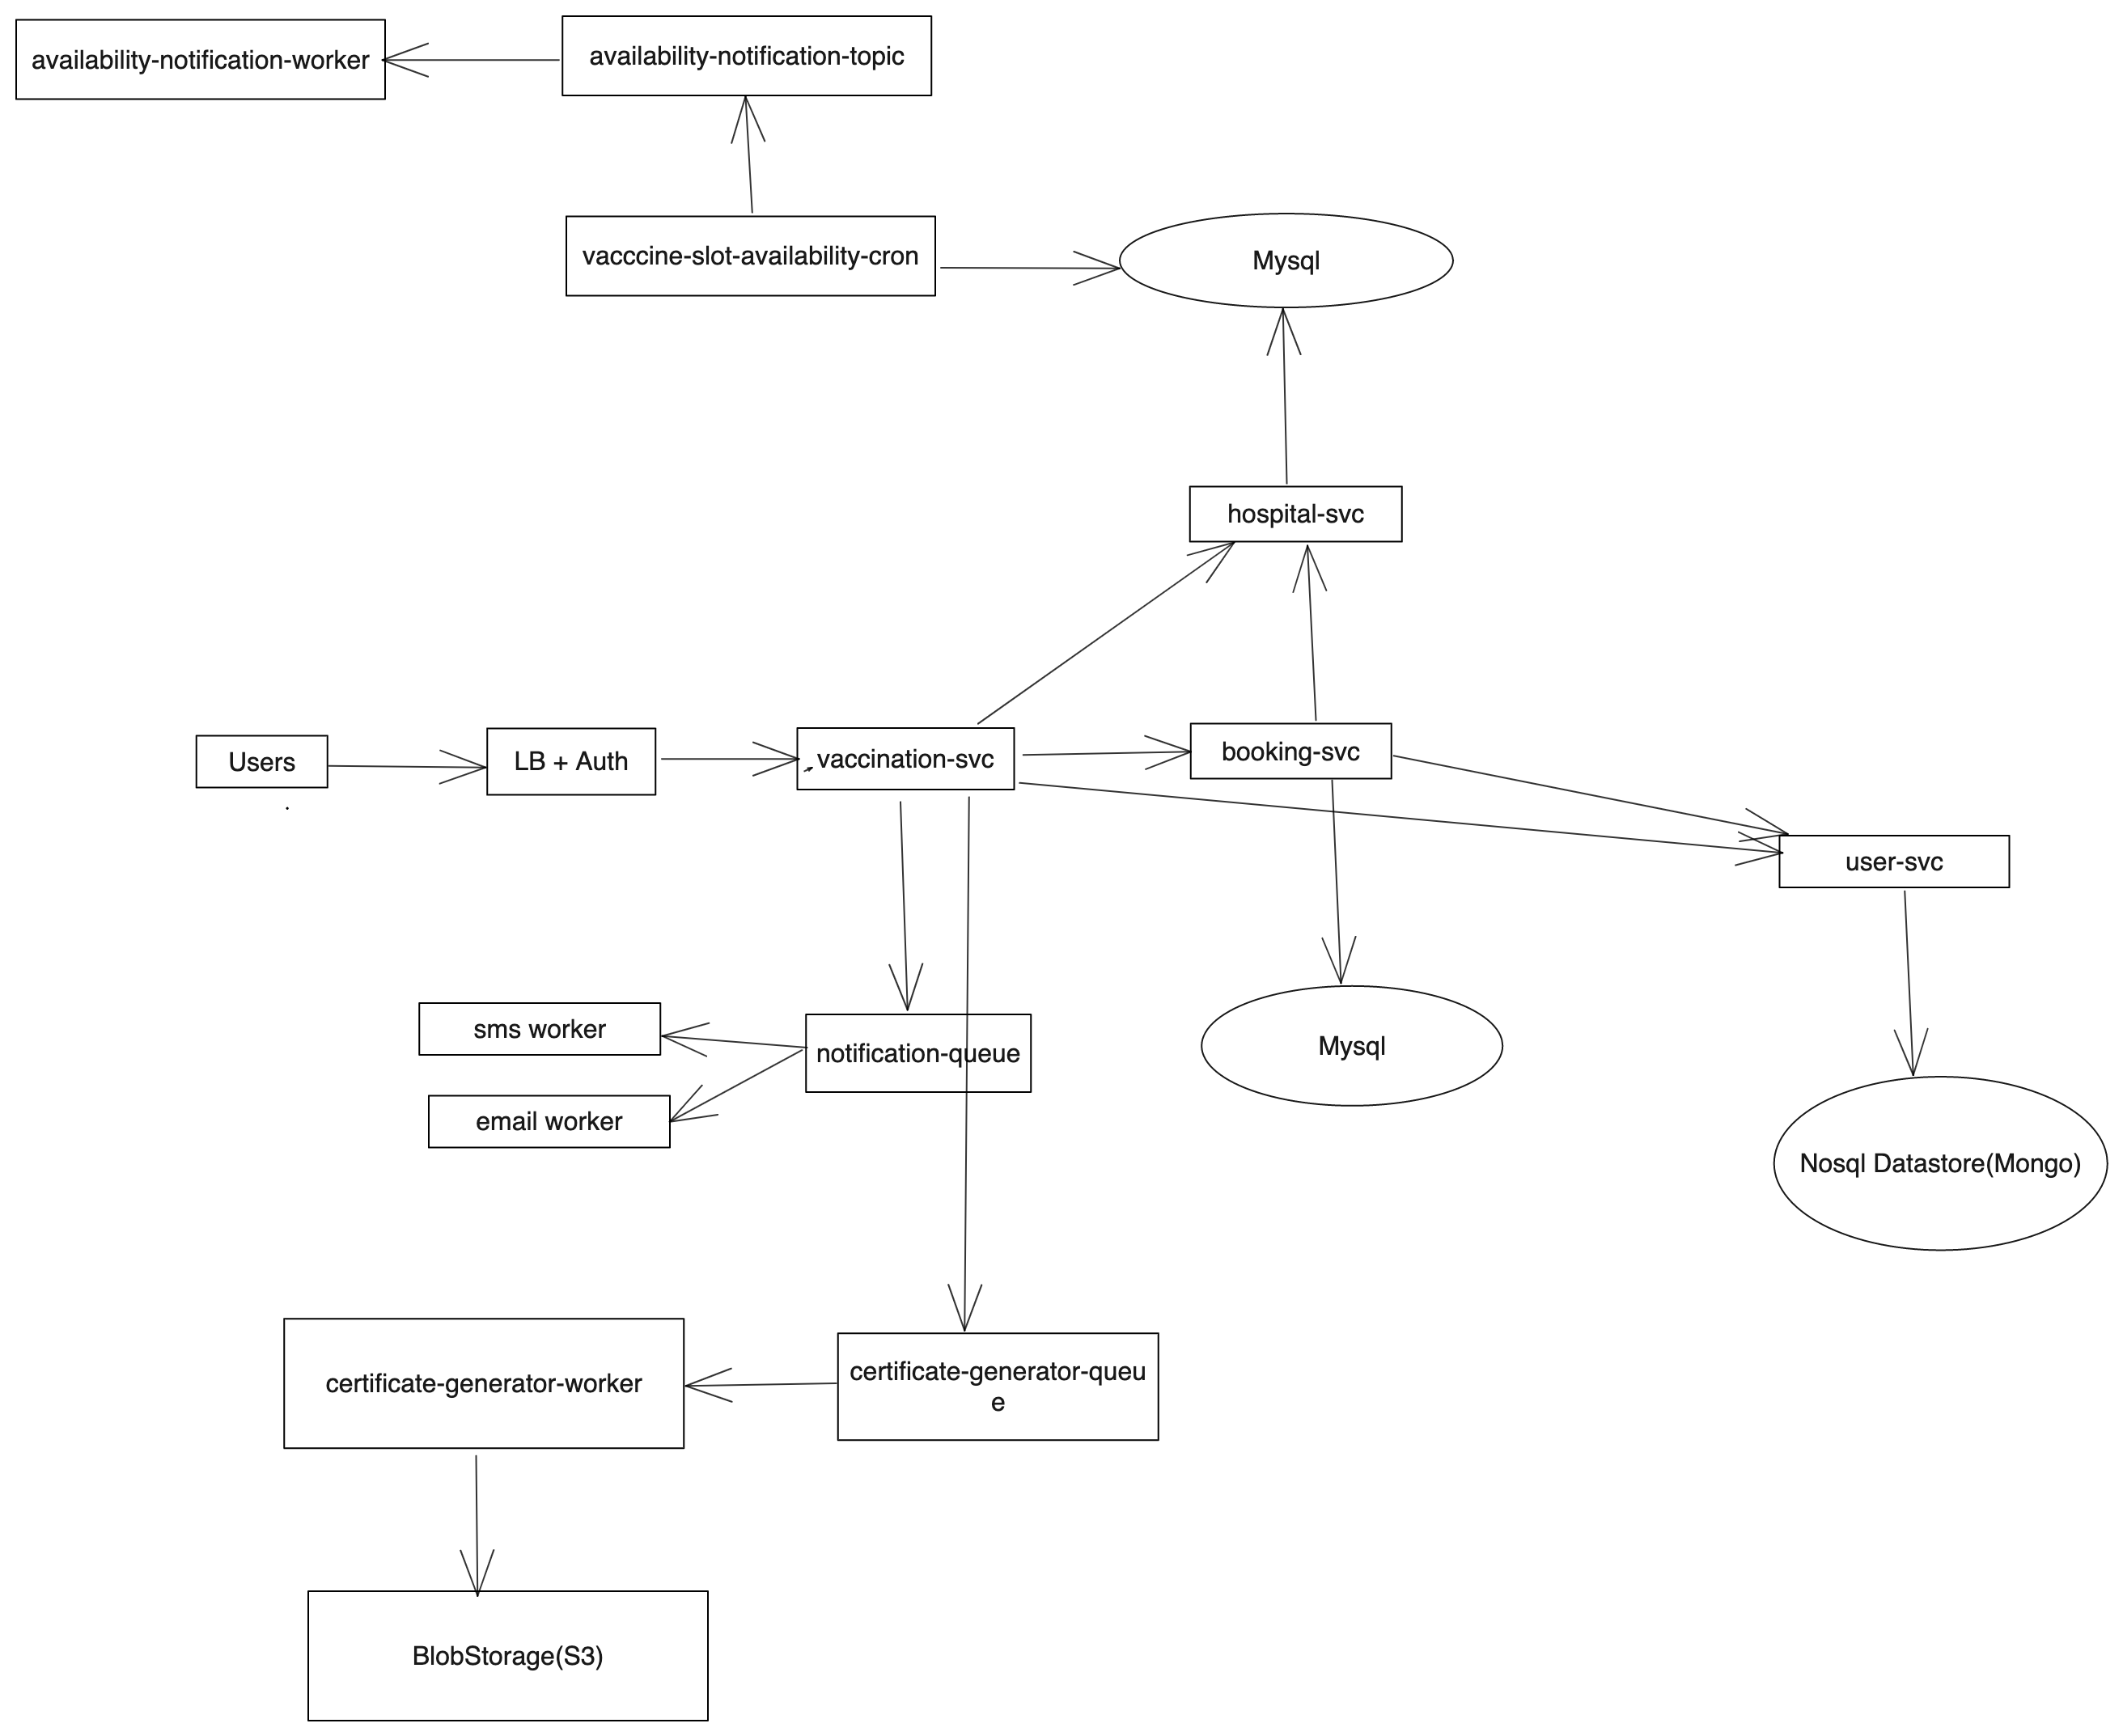 availability-notification-worker
availability-notification-topic
vacccine-slot-availability-cron
Mysql
hospital-svc
Users
LB + Auth
vaccination-svc
booking-svc
user-svc
sms worker
notification-queue
Mysql
email worker
Nosql Datastore(Mongo)
certificate-generator-worker
certificate-generator-queu
e
BlobStorage(S3)